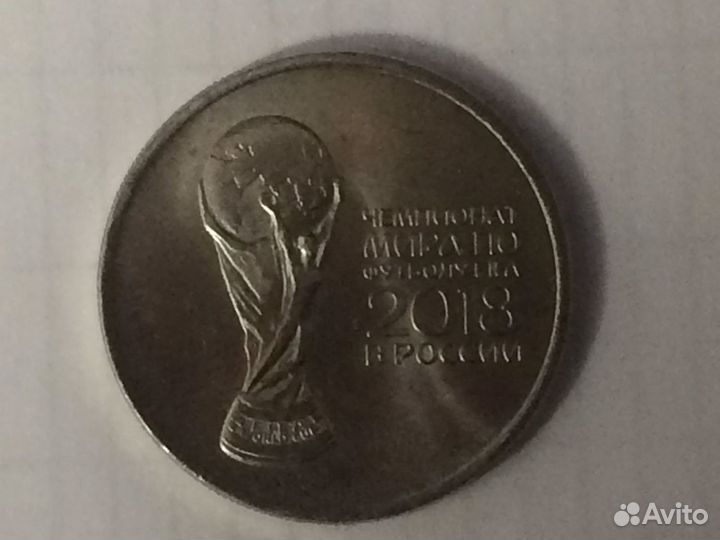 ЧЕМПИОНАТ
МИРА ПО
ФУТБОЛУ FIFA
2018
В РОССИИ
Avito